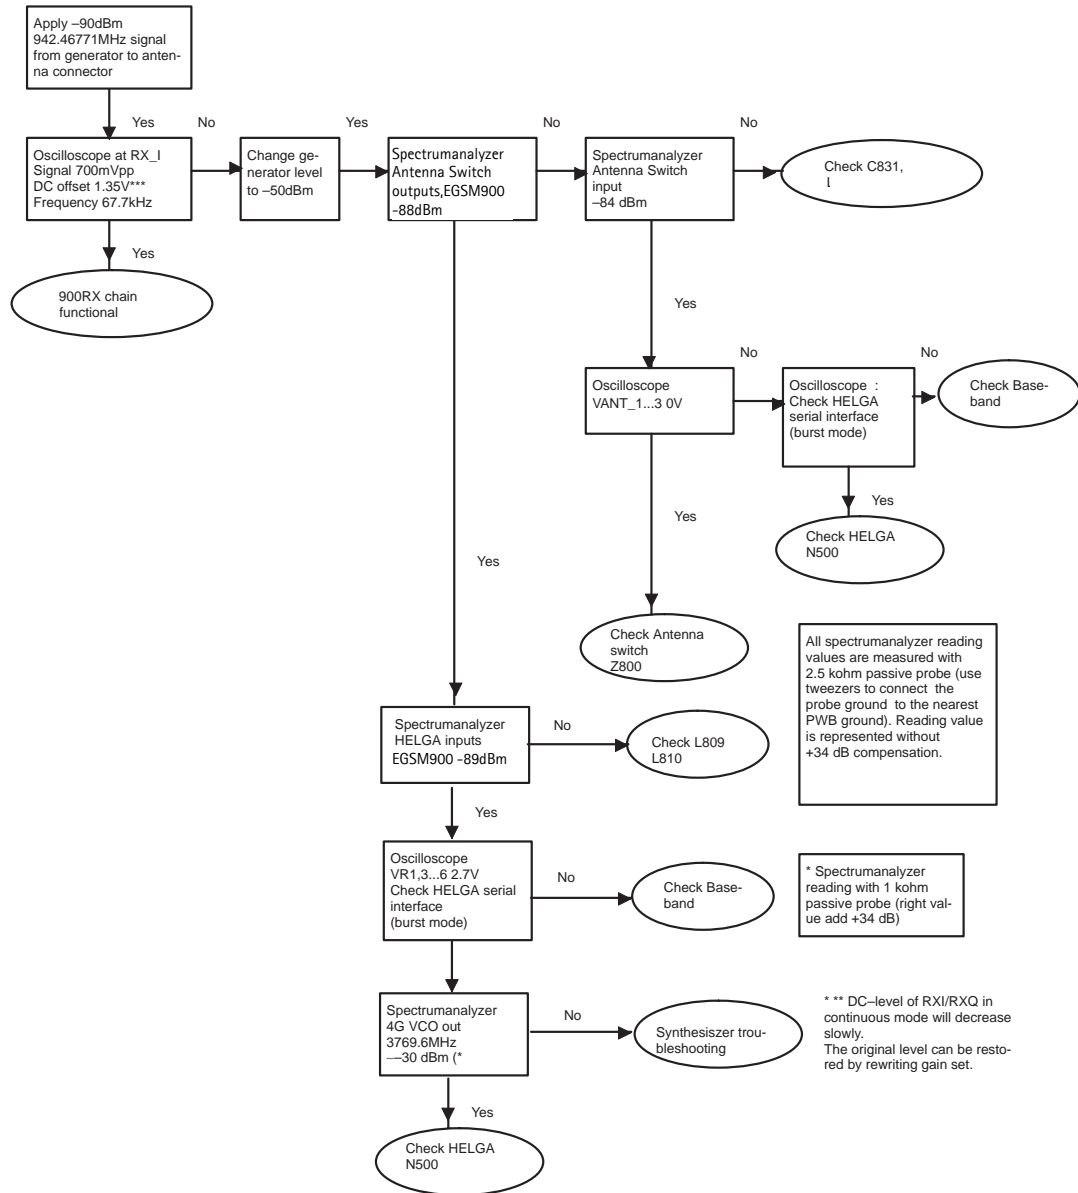 Apply –90dBm
942.46771MHz signal
from generator to anten-
na connector
Yes
No
Yes
No
No
Oscilloscope at RX_I
Signal 700mVpp
DC offset 1.35V***
Frequency 67.7kHz
Change ge-
nerator level
to –50dBm
Spectrumanalyzer
Antenna Switch
outputs,EGSM900
-88dBm
Spectrumanalyzer
Antenna Switch
input
–84 dBm
Check C831,
Yes
900RX chain
functional
Yes
No
No
Oscilloscope
VANT_1...3 0V
Oscilloscope :
Check HELGA
serial interface
(burst mode)
Check Base-
band
Yes
Yes
Check HELGA
N500
Yes
Check Antenna
switch
Z800
All spectrumanalyzer reading
values are measured with
2.5 kohm passive probe (use
tweezers to connect the
probe ground to the nearest
PWB ground). Reading value
is represented without
+34 dB compensation.
Spectrumanalyzer
HELGA inputs
EGSM900 -89dBm
No
Check L809
L810
Yes
Oscilloscope
VR1,3...6 2.7V
Check HELGA serial
interface
(burst mode)
No
Check Base-
band
* Spectrumanalyzer
reading with 1 kohm
passive probe (right val-
ue add +34 dB)
Spectrumanalyzer
4G VCO out
3769.6MHz
––30 dBm (*
No
Synthesiszer trou-
bleshooting
* ** DC–level of RXI/RXQ in
continuous mode will decrease
slowly.
The original level can be resto-
red by rewriting gain set.
Yes
Check HELGA
N500